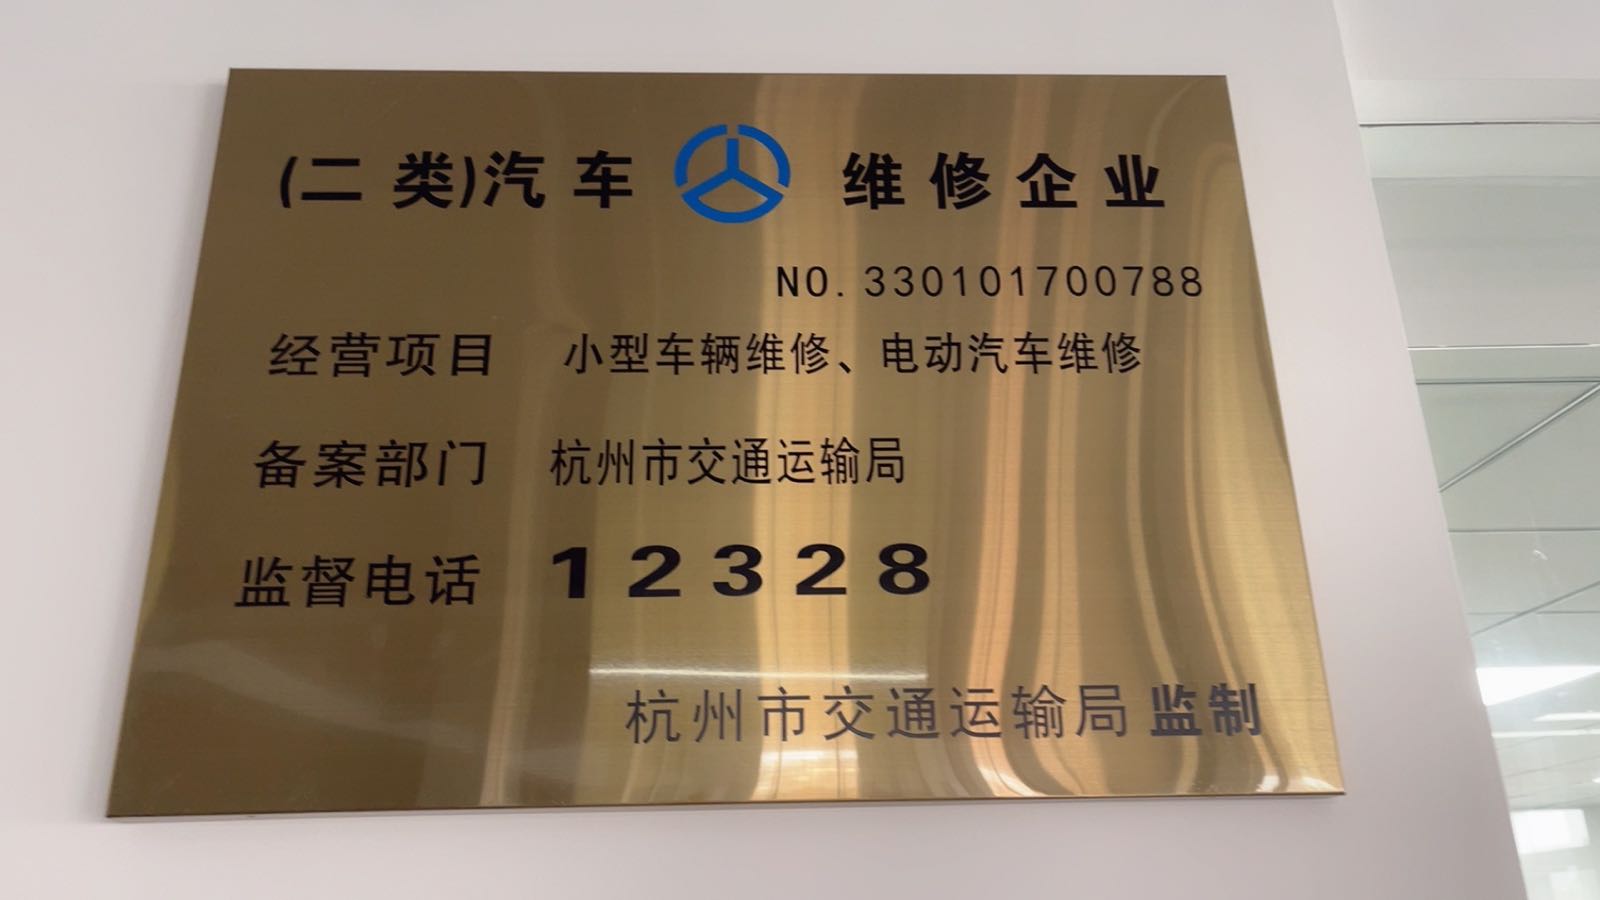 (二类)汽车 维修企业
NO.330101700788
经营项目 小型车辆维修、电动汽车维修
备案部门 杭州市交通运输局
监督电话 12328
杭州市交通运输局 监制